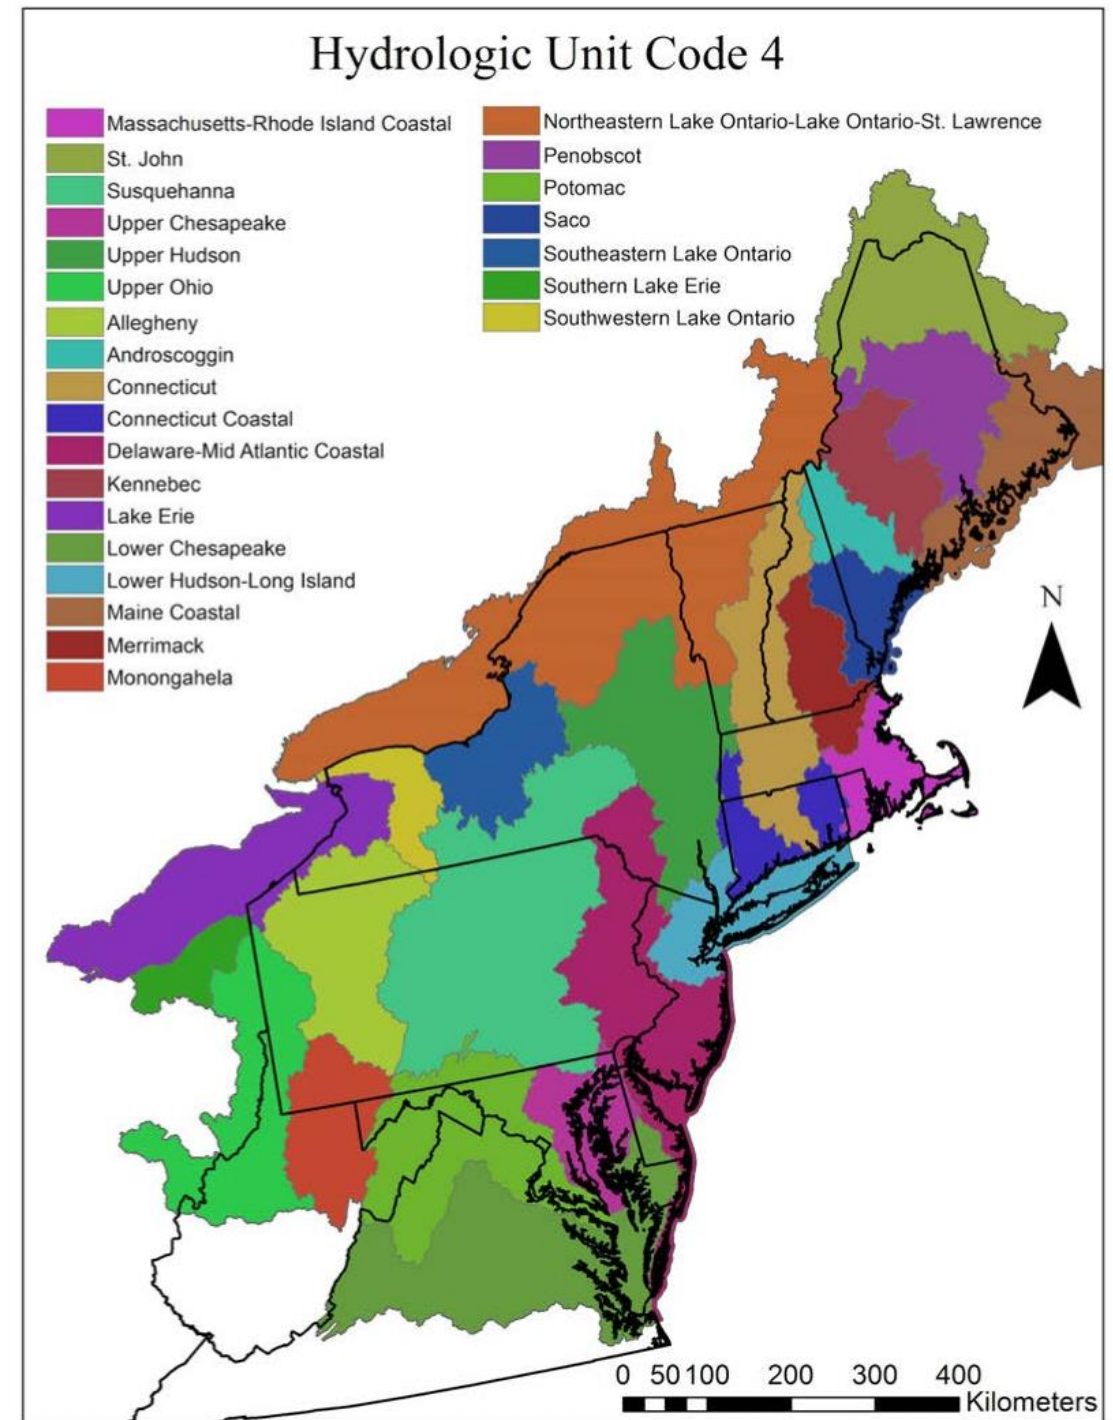 Hydrologic Unit Code 4
Massachusetts-Rhode Island Coastal
St. John
Susquehanna
Upper Chesapeake
Upper Hudson
Upper Ohio
Allegheny
Androscoggin
Connecticut
Connecticut Coastal
Delaware-Mid Atlantic Coastal
Kennebec
Lake Erie
Lower Chesapeake
Lower Hudson-Long Island
Maine Coastal
Merrimack
Monongahela
Northeastern Lake Ontario-Lake Ontario-St. Lawrence
Penobscot
Potomac
Saco
Southeastern Lake Ontario
Southern Lake Erie
Southwestern Lake Ontario
N
0 50 100 200 300 400
Kilometers